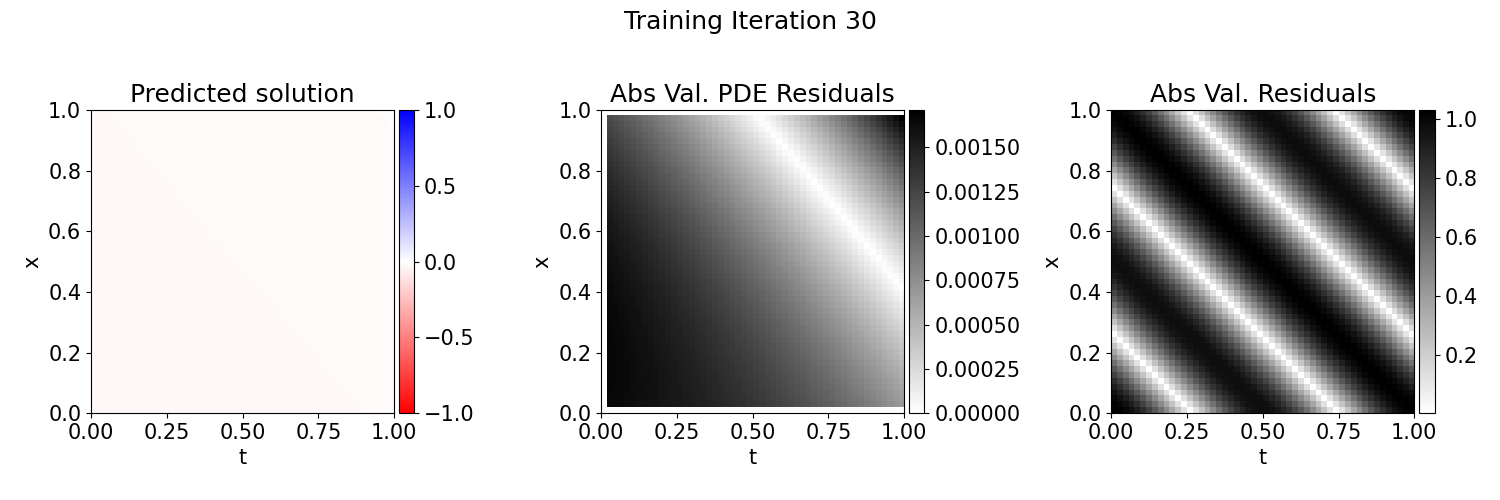 Training Iteration 30
Predicted solution
1.0
0.8
0.6
0.4
0.2
0.0
x
0.00 0.25 0.50 0.75 1.00
t
1.0
0.5
0.0
−0.5
−1.0
Abs Val. PDE Residuals
1.0
0.8
0.6
0.4
0.2
0.0
x
0.00 0.25 0.50 0.75 1.00
t
0.00150
0.00125
0.00100
0.00075
0.00050
0.00025
0.00000
Abs Val. Residuals
1.0
0.8
0.6
0.4
0.2
0.0
x
0.00 0.25 0.50 0.75 1.00
t
1.0
0.8
0.6
0.4
0.2